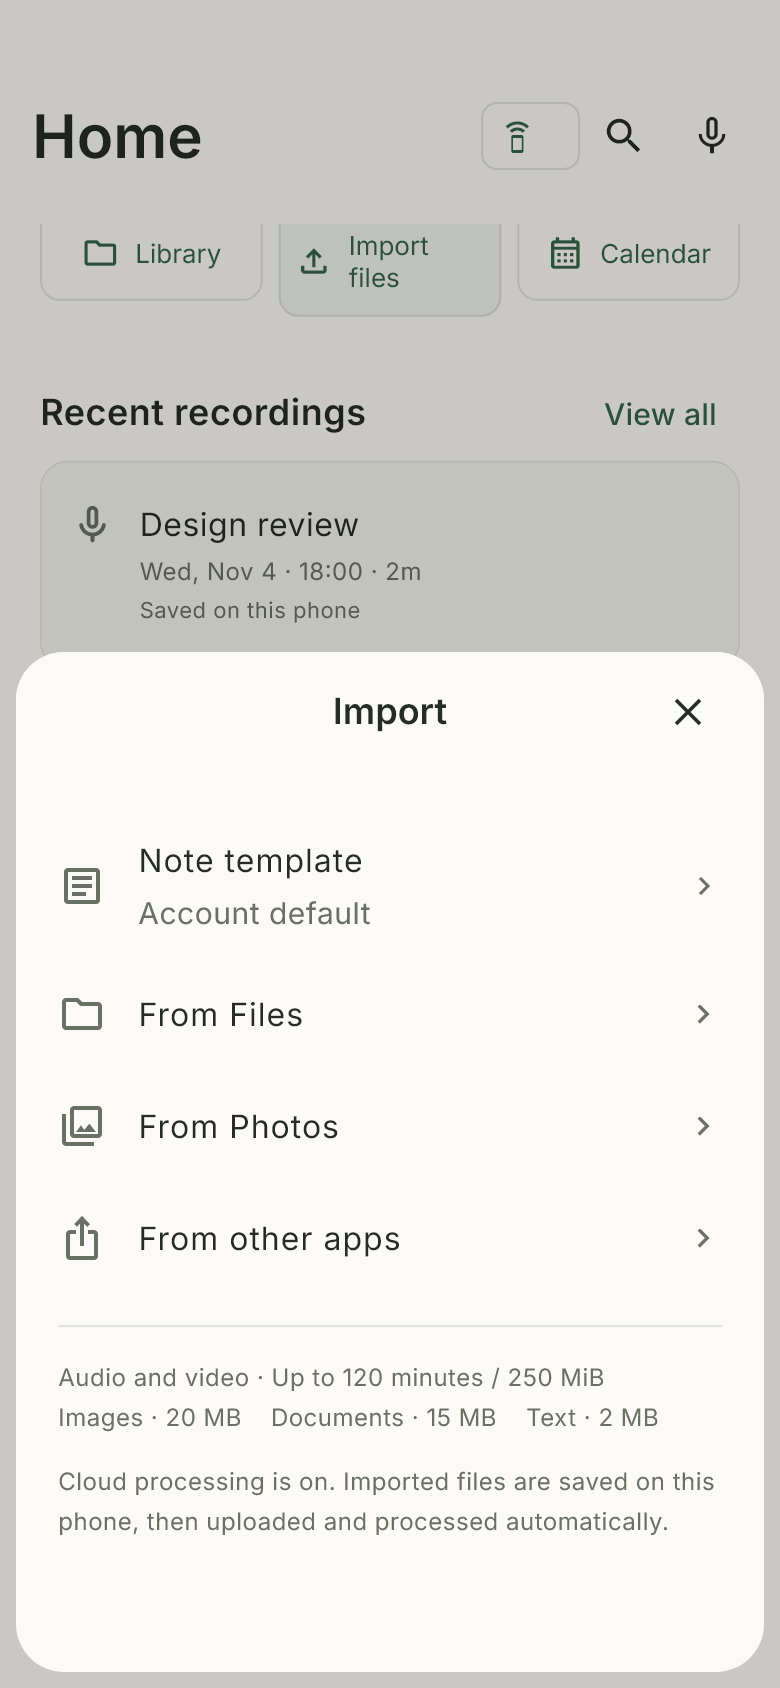 Home
Library
Import
files
Calendar
Recent recordings
View all
Design review
Wed, Nov 4 · 18:00 · 2m
Saved on this phone
Import
Note template
Account default
From Files
From Photos
From other apps
Audio and video · Up to 120 minutes / 250 MiB
Images · 20 MB Documents · 15 MB Text · 2 MB
Cloud processing is on. Imported files are saved on this
phone, then uploaded and processed automatically.